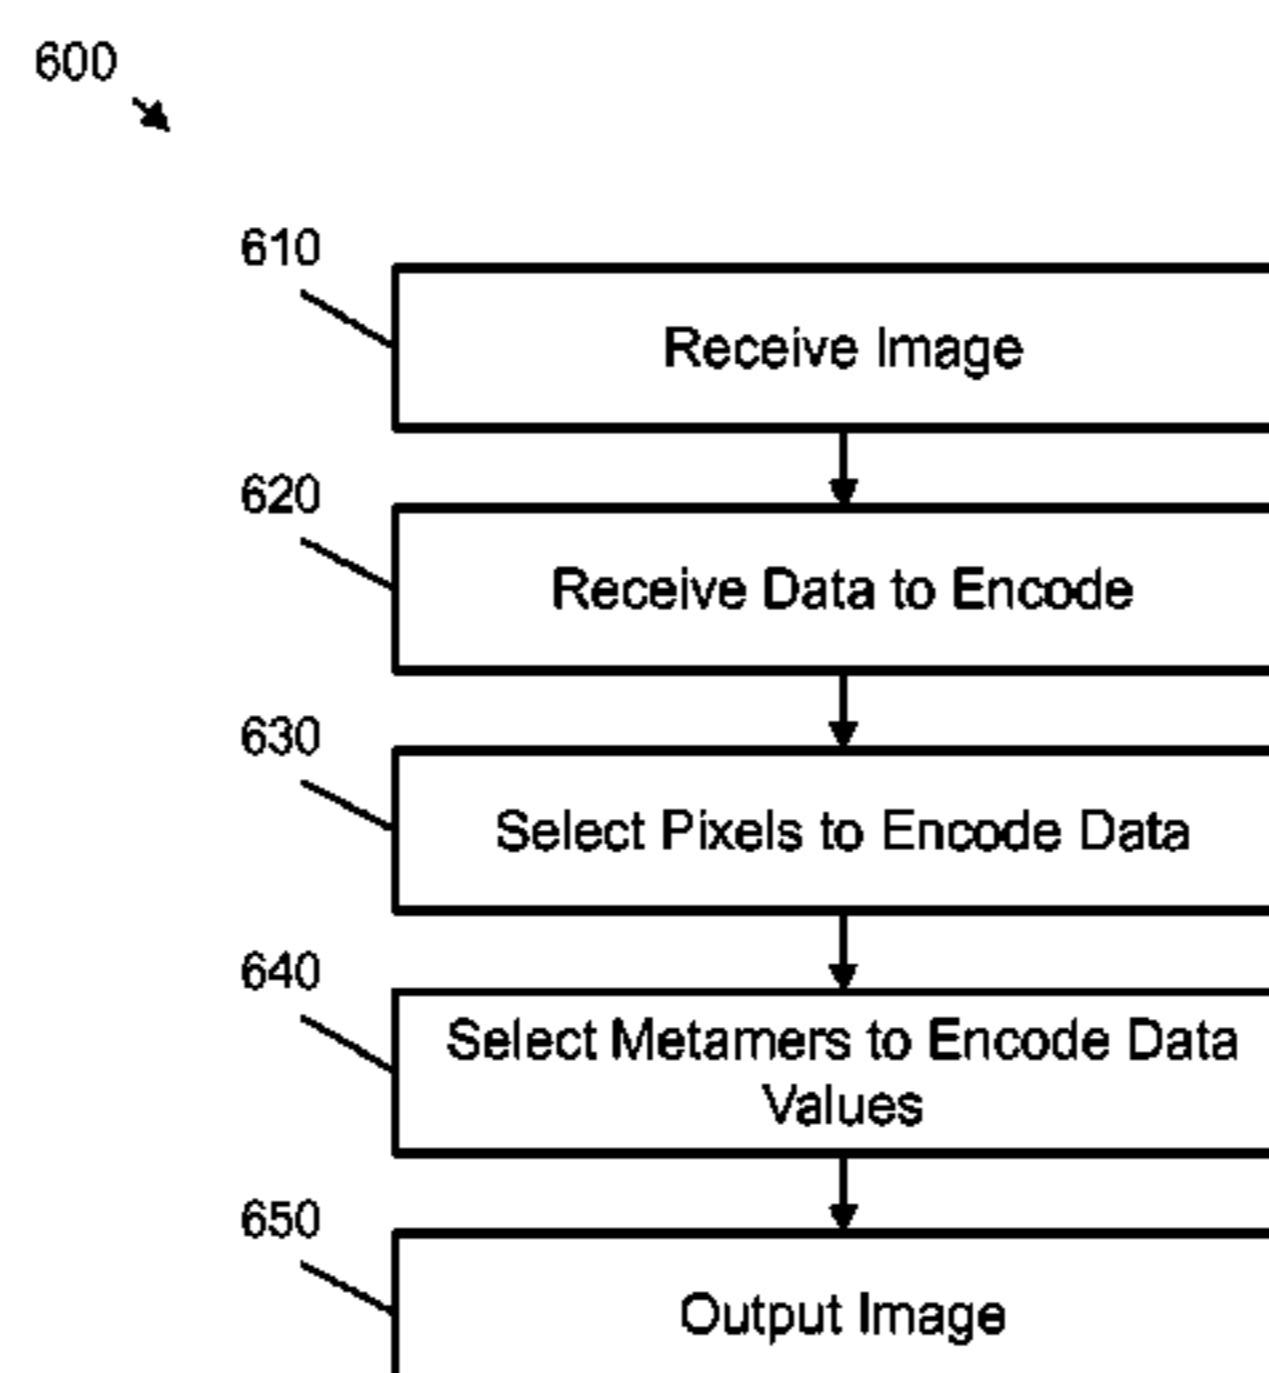 600
610
Receive Image
620
Receive Data to Encode
630
Select Pixels to Encode Data
640
Select Metamers to Encode Data
Values
650
Output Image